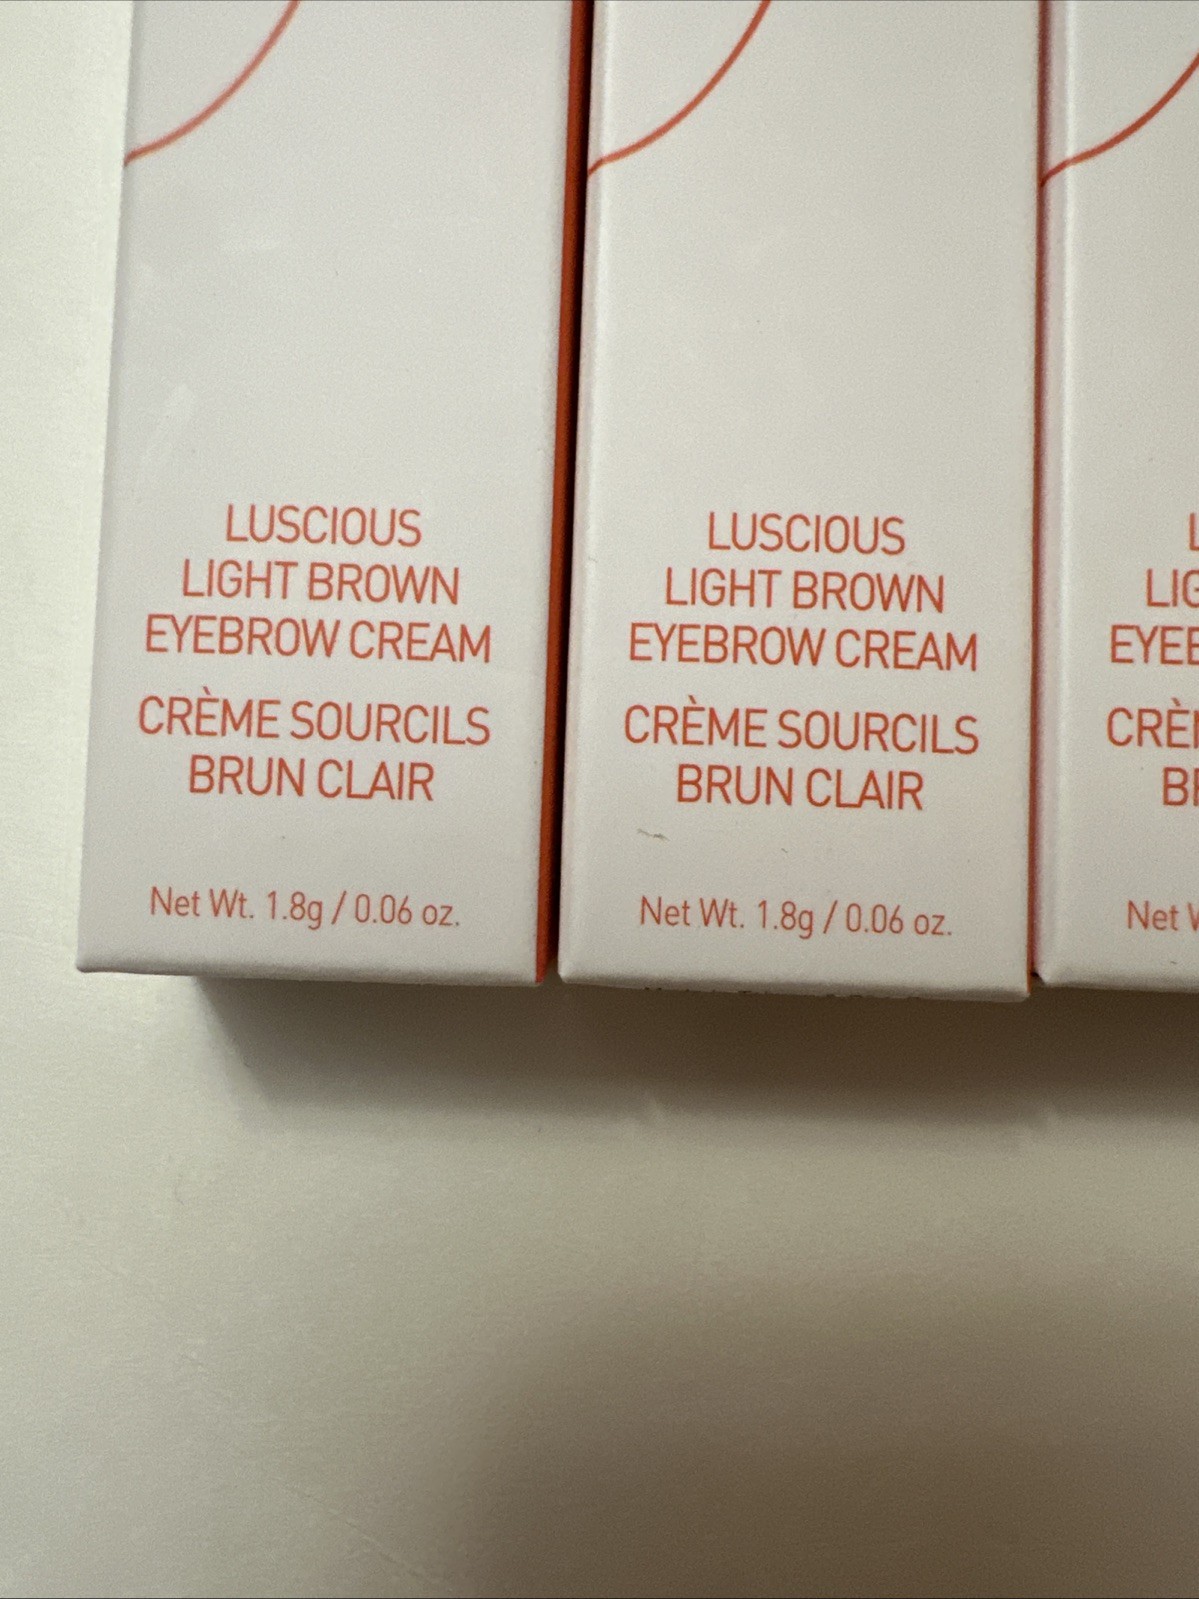 LUSCIOUS
LIGHT BROWN
EYEBROW CREAM
CRÈME SOURCILS
BRUN CLAIR
Net Wt. 1.8g / 0.06 oz.
LUSCIOUS
LIGHT BROWN
EYEBROW CREAM
CRÈME SOURCILS
BRUN CLAIR
Net Wt. 1.8g / 0.06 oz.
Net